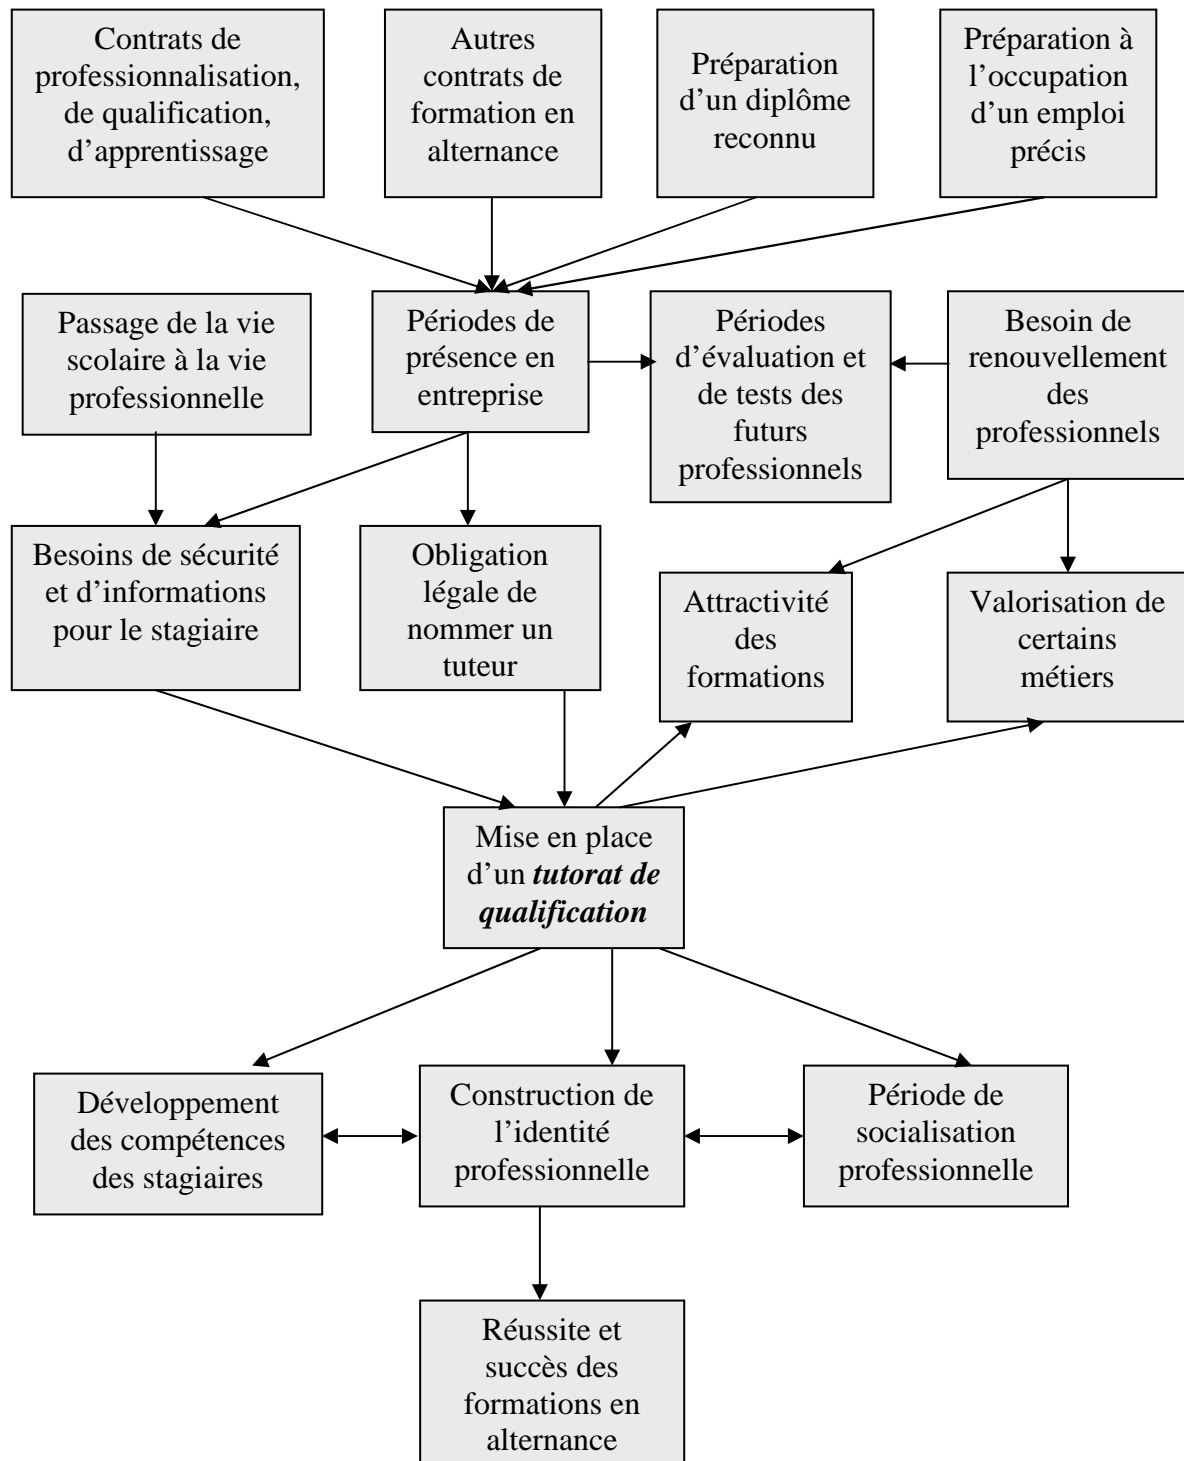 Contrats de
professionnalisation,
de qualification,
d’apprentissage
Autres
contrats de
formation en
alternance
Préparation
d’un diplôme
reconnu
Préparation à
l’occupation
d’un emploi
précis
Passage de la vie
scolaire à la vie
professionnelle
Périodes de
présence en
entreprise
Périodes
d’évaluation et
de tests des
futurs
professionnels
Besoin de
renouvellement
des
professionnels
Besoins de sécurité
et d’informations
pour le stagiaire
Obligation
légale de
nommer un
tuteur
Attractivité
des
formations
Valorisation de
certains
métiers
Mise en place
d’un tutorat de
qualification
Développement
des compétences
des stagiaires
Construction de
l’identité
professionnelle
Période de
socialisation
professionnelle
Réussite et
succès des
formations en
alternance